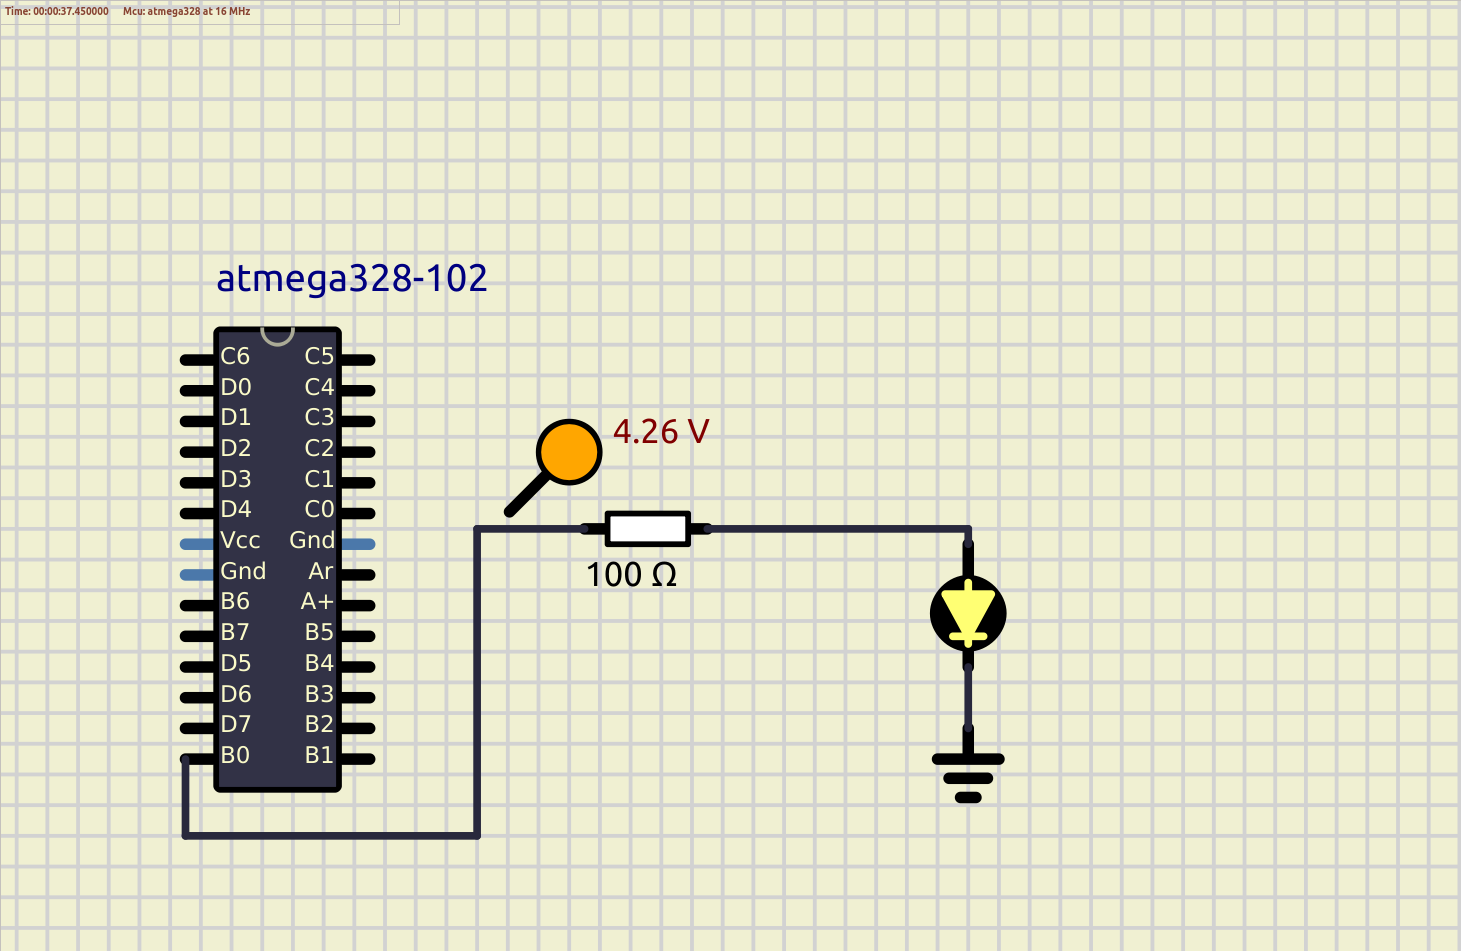 Time: 00:00:37.450000 Mcu: atmega328 at 16 MHz
atmega328-102
C6 C5
D0 C4
D1 C3
D2 C2
D3 C1
D4 C0
Vcc Gnd
Gnd Ar
B6 A+
B7 B5
D5 B4
D6 B3
D7 B2
B0 B1
4.26 V
100 Ω